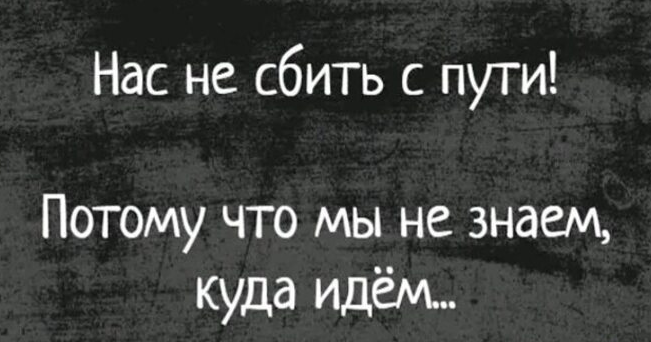 Нас не сбить с пути!
Потому что мы не знаем,
куда идём...